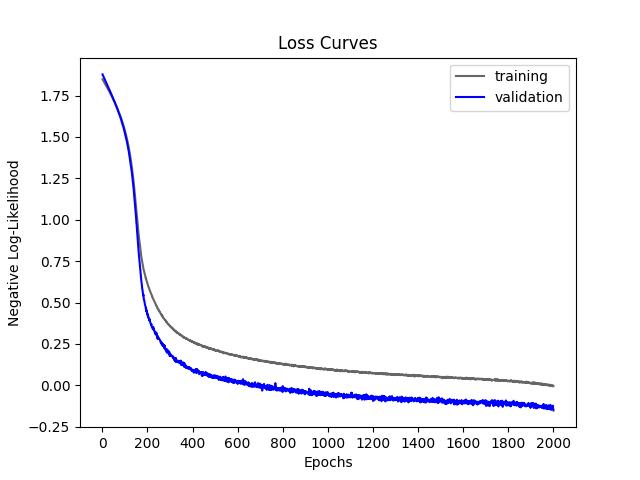 Loss Curves
training
validation
Negative Log-Likelihood
1.75
1.50
1.25
1.00
0.75
0.50
0.25
0.00
−0.25
0 200 400 600 800 1000 1200 1400 1600 1800 2000
Epochs